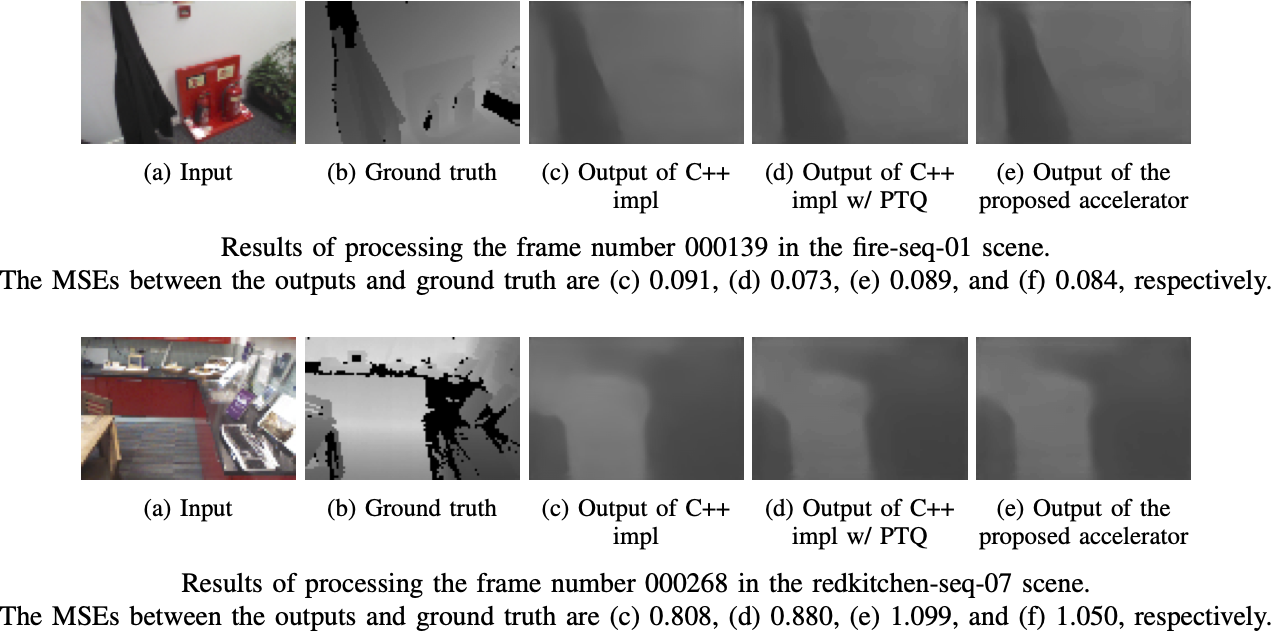 (a) Input
(b) Ground truth
(c) Output of C++
impl
(d) Output of C++
impl w/ PTQ
(e) Output of the
proposed accelerator
Results of processing the frame number 000139 in the fire-seq-01 scene.
The MSEs between the outputs and ground truth are (c) 0.091, (d) 0.073, (e) 0.089, and (f) 0.084, respectively.
(a) Input
(b) Ground truth
(c) Output of C++
impl
(d) Output of C++
impl w/ PTQ
(e) Output of the
proposed accelerator
Results of processing the frame number 000268 in the redkitchen-seq-07 scene.
The MSEs between the outputs and ground truth are (c) 0.808, (d) 0.880, (e) 1.099, and (f) 1.050, respectively.